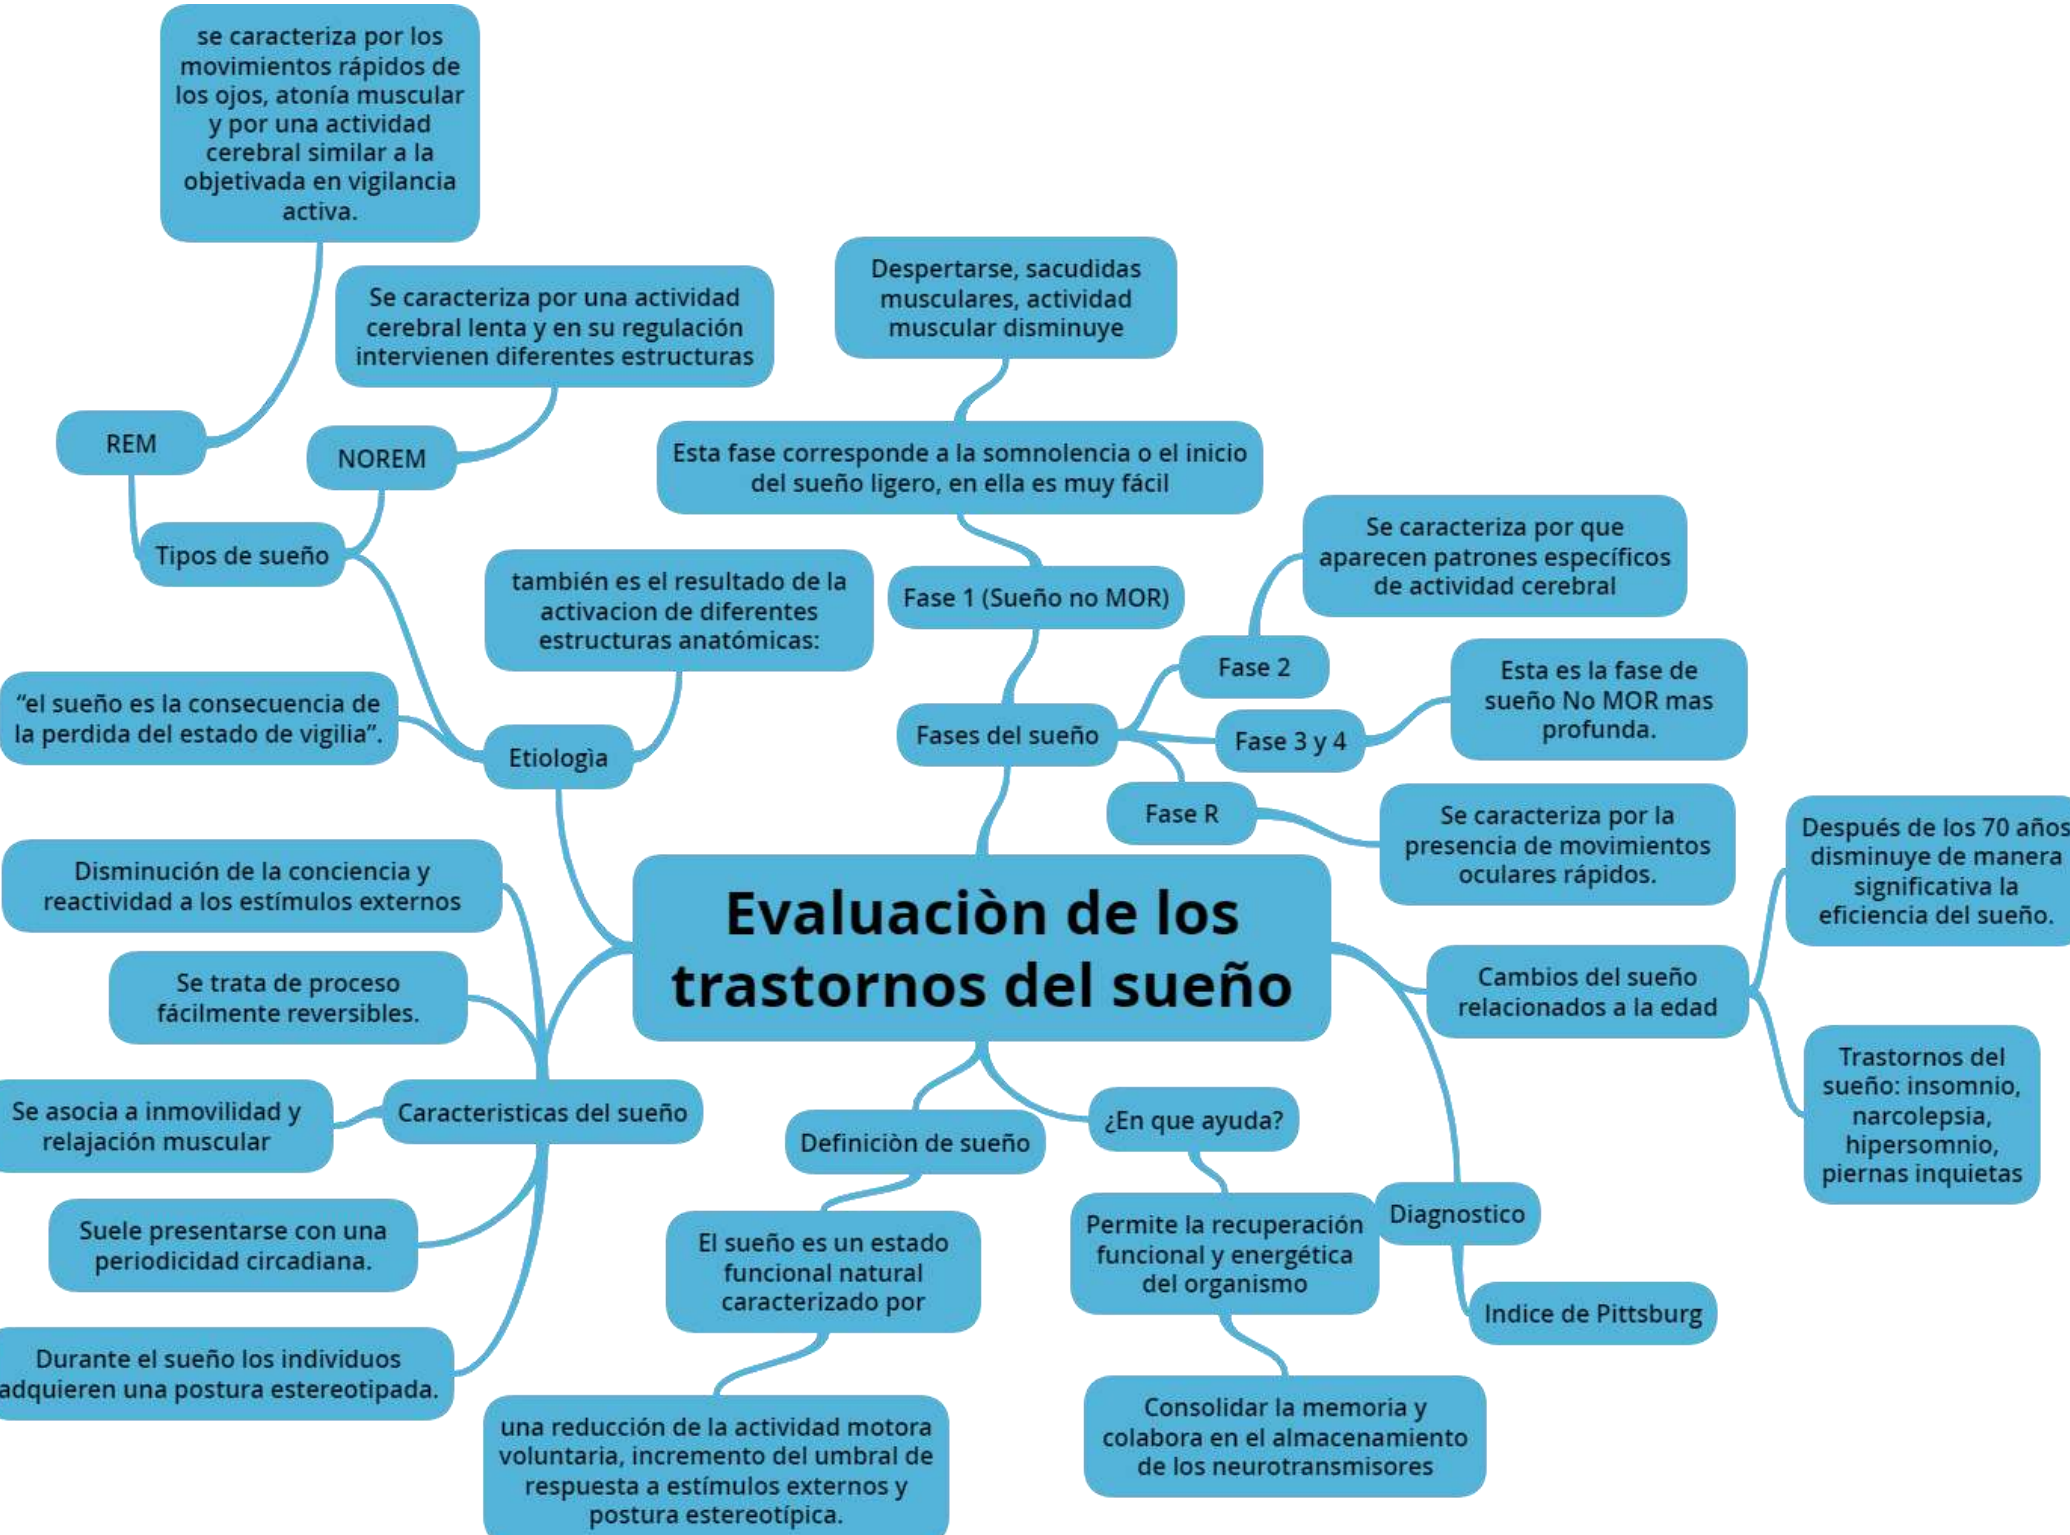 se caracteriza por los
movimientos rápidos de
los ojos, atonía muscular
y por una actividad
cerebral similar a la
objetivada en vigilancia
activa.
Se caracteriza por una actividad
cerebral lenta y en su regulación
intervienen diferentes estructuras
REM
NOREM
Tipos de sueño
también es el resultado de la
activacion de diferentes
estructuras anatómicas:
“el sueño es la consecuencia de
la perdida del estado de vigilia”.
Etiologìa
Despertarse, sacudidas
musculares, actividad
muscular disminuye
Esta fase corresponde a la somnolencia o el inicio
del sueño ligero, en ella es muy fácil
Fase 1 (Sueño no MOR)
Se caracteriza por que
aparecen patrones específicos
de actividad cerebral
Fase 2
Fases del sueño
Fase 3 y 4
Esta es la fase de
sueño No MOR mas
profunda.
Fase R
Se caracteriza por la
presencia de movimientos
oculares rápidos.
Evaluaciòn de los
trastornos del sueño
Después de los 70 años
disminuye de manera
significativa la
eficiencia del sueño.
Cambios del sueño
relacionados a la edad
Trastornos del
sueño: insomnio,
narcolepsia,
hipersomnio,
piernas inquietas
Disminución de la conciencia y
reactividad a los estímulos externos
Se trata de proceso
fácilmente reversibles.
Se asocia a inmovilidad y
relajación muscular
Caracteristicas del sueño
Suele presentarse con una
periodicidad circadiana.
Durante el sueño los individuos
adquieren una postura estereotipada.
Definiciòn de sueño
El sueño es un estado
funcional natural
caracterizado por
una reducción de la actividad motora
voluntaria, incremento del umbral de
respuesta a estímulos externos y
postura estereotípica.
¿En que ayuda?
Permite la recuperación
funcional y energética
del organismo
Consolidar la memoria y
colabora en el almacenamiento
de los neurotransmisores
Diagnostico
Indice de Pittsburg